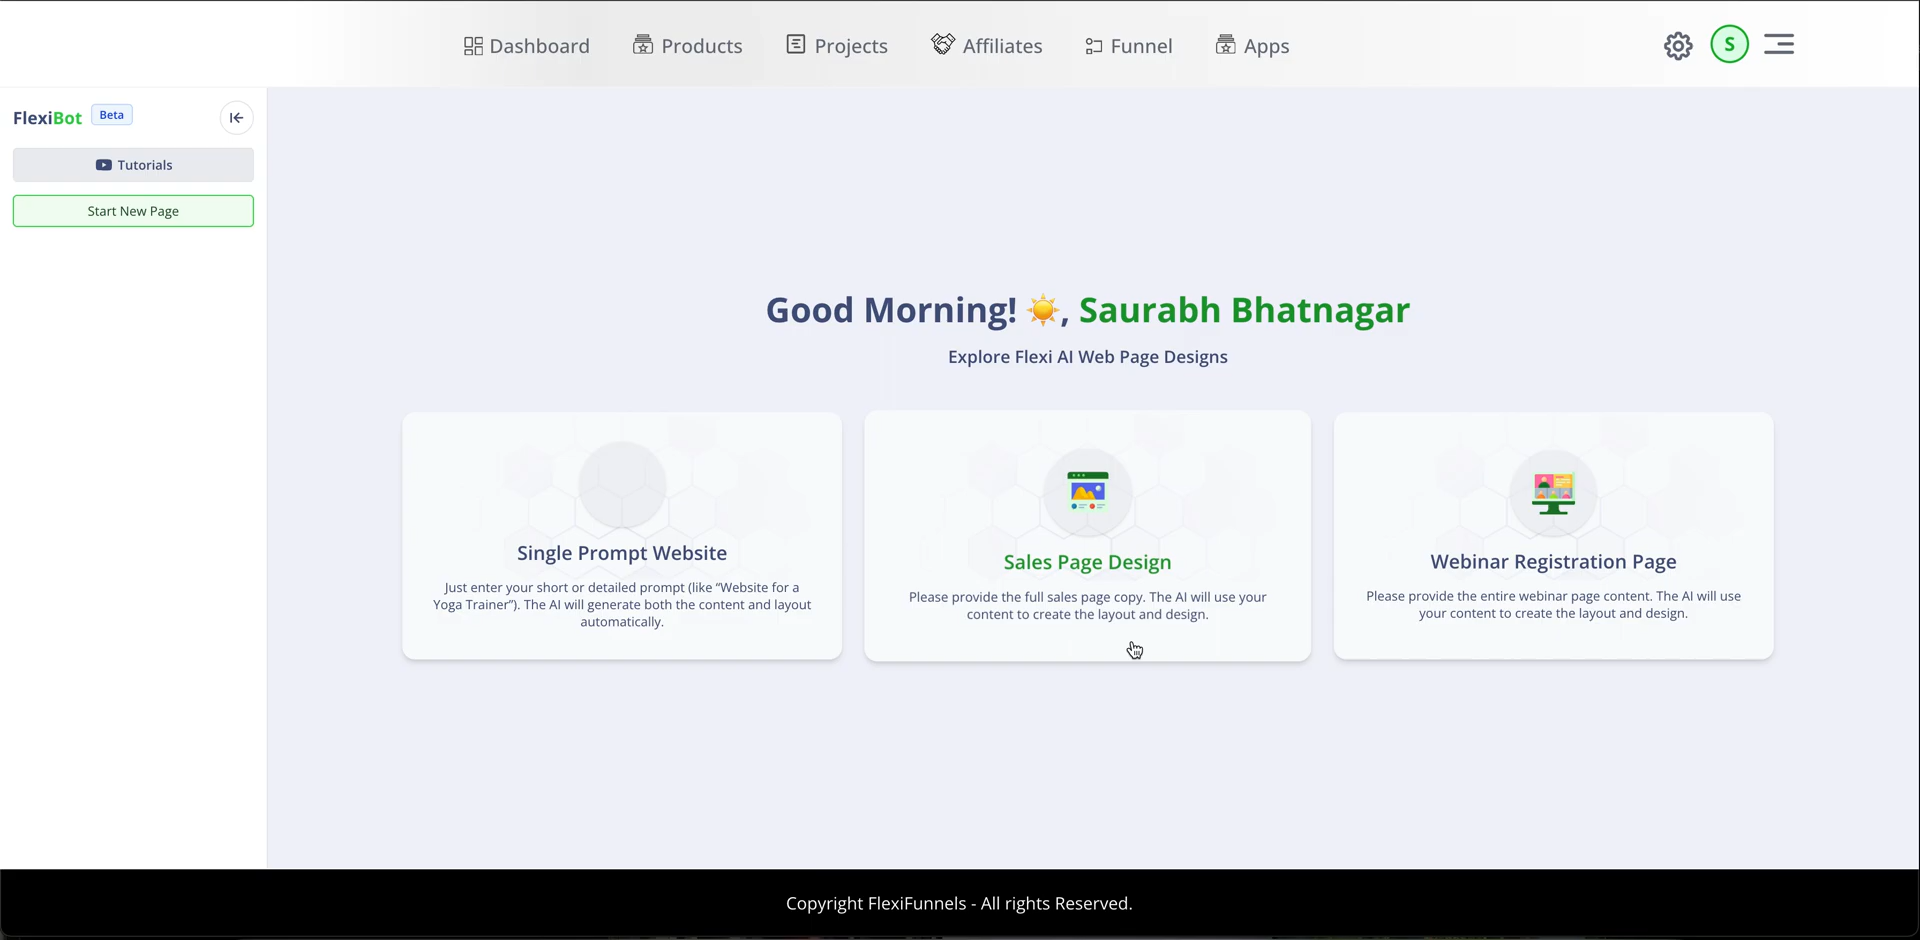 Dashboard Products Projects Affiliates Funnel Apps S
FlexiBot Beta
Tutorials
Start New Page
Good Morning! ☀️, Saurabh Bhatnagar
Explore Flexi AI Web Page Designs
Single Prompt Website
Just enter your short or detailed prompt (like “Website for a
Yoga Trainer”). The AI will generate both the content and layout
automatically.
Sales Page Design
Please provide the full sales page copy. The AI will use your
content to create the layout and design.
Webinar Registration Page
Please provide the entire webinar page content. The AI will use
your content to create the layout and design.
Copyright FlexiFunnels - All rights Reserved.